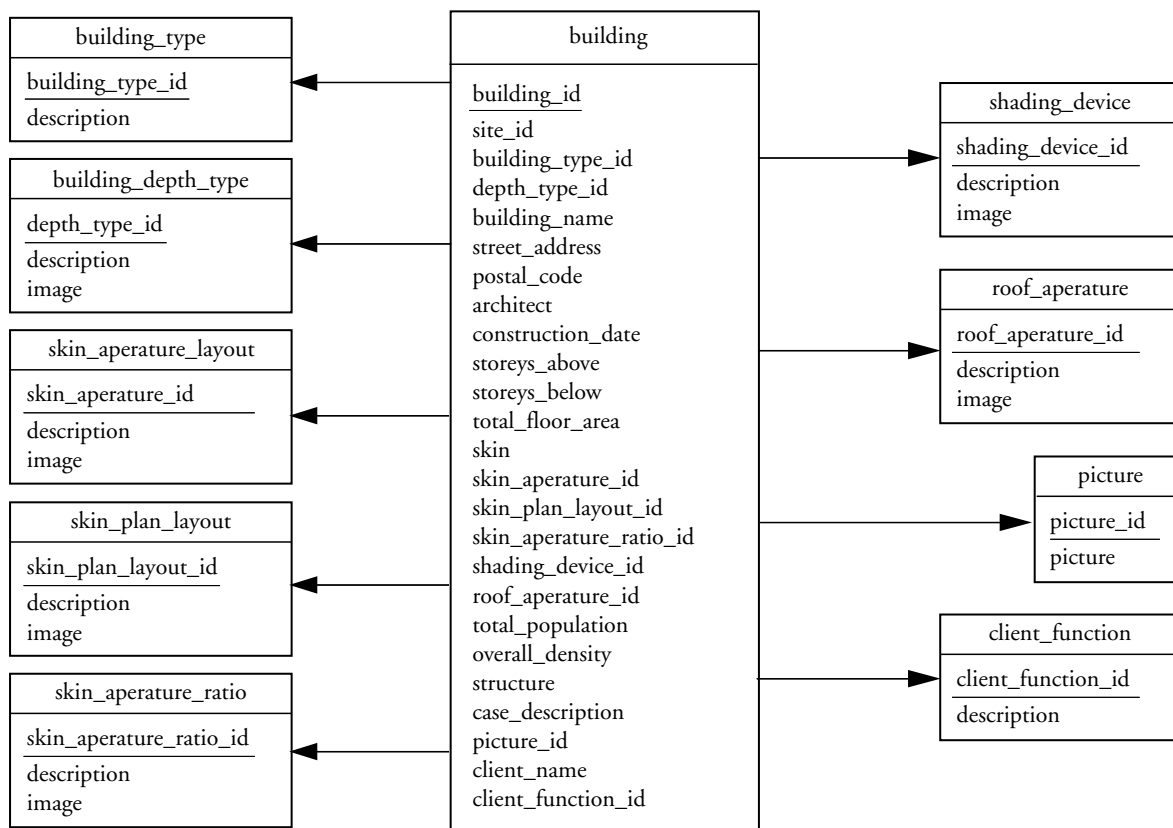 building_type
building_type_id
description
building_depth_type
depth_type_id
description
image
skin_aperature_layout
skin_aperature_id
description
image
skin_plan_layout
skin_plan_layout_id
description
image
skin_aperature_ratio
skin_aperature_ratio_id
description
image
building
building_id
site_id
building_type_id
depth_type_id
building_name
street_address
postal_code
architect
construction_date
storeys_above
storeys_below
total_floor_area
skin
skin_aperature_id
skin_plan_layout_id
skin_aperature_ratio_id
shading_device_id
roof_aperature_id
total_population
overall_density
structure
case_description
picture_id
client_name
client_function_id
shading_device
shading_device_id
description
image
roof_aperature
roof_aperature_id
description
image
picture
picture_id
picture
client_function
client_function_id
description